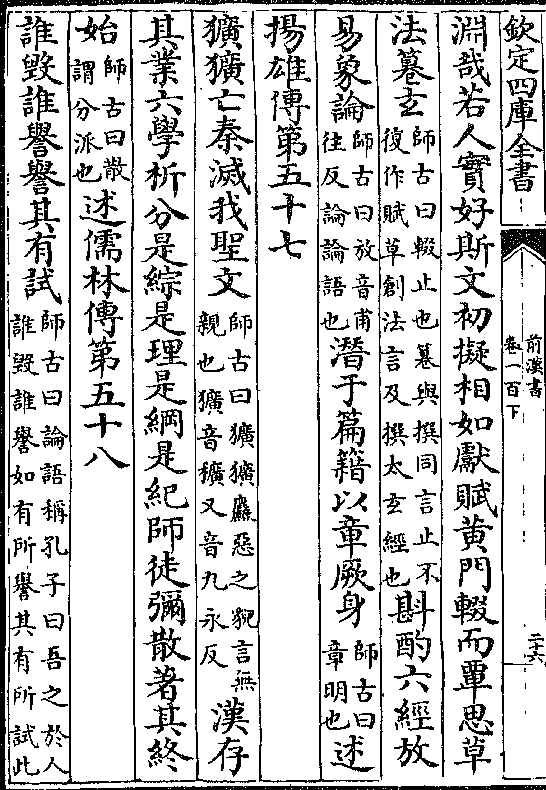 欽定四庫全書
前漢書
卷一百下
二十六
淵哉若人實好斯文初擬相如獻賦黄門輟而覃思草
法篹玄師古曰輟止也篹與撰同言止不
復作賦草創法言及撰太玄經也斟酌六經放
易象論師古曰放音甫
往反論論語也潛于篇籍以章厥身師古曰
章明也述
揚雄傳第五十七
獷獷亡秦滅我聖文師古曰獷獷麤惡之貌言無
親也獷音穬又音九永反漢存
其業六學析分是綜是理是綱是紀師徒彌散著其終
始師古曰散
謂分派也述儒林傳第五十八
誰毀誰譽譽其有試師古曰論語稱孔子曰吾之於人
誰毀誰譽如有所譽其有所試此